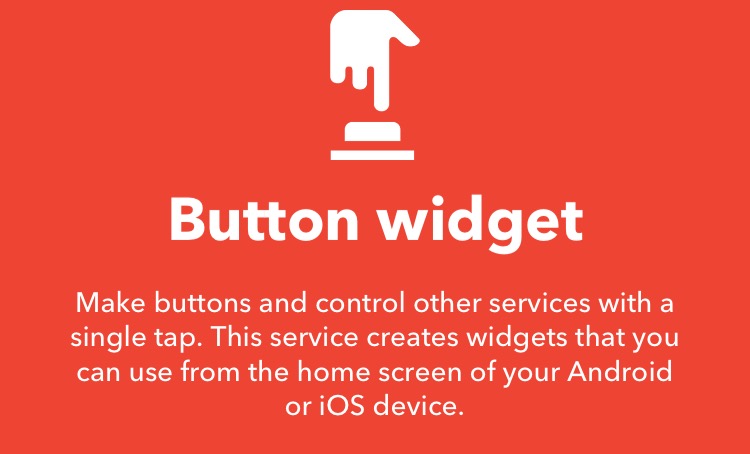 Button widget
Make buttons and control other services with a
single tap. This service creates widgets that you
can use from the home screen of your Android
or iOS device.